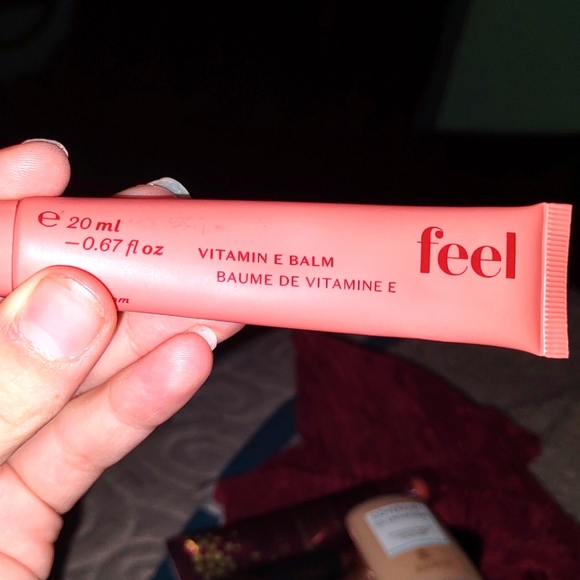 ℮ 20 ml
—0.67 fl oz
VITAMIN E BALM
BAUME DE VITAMINE E
feel